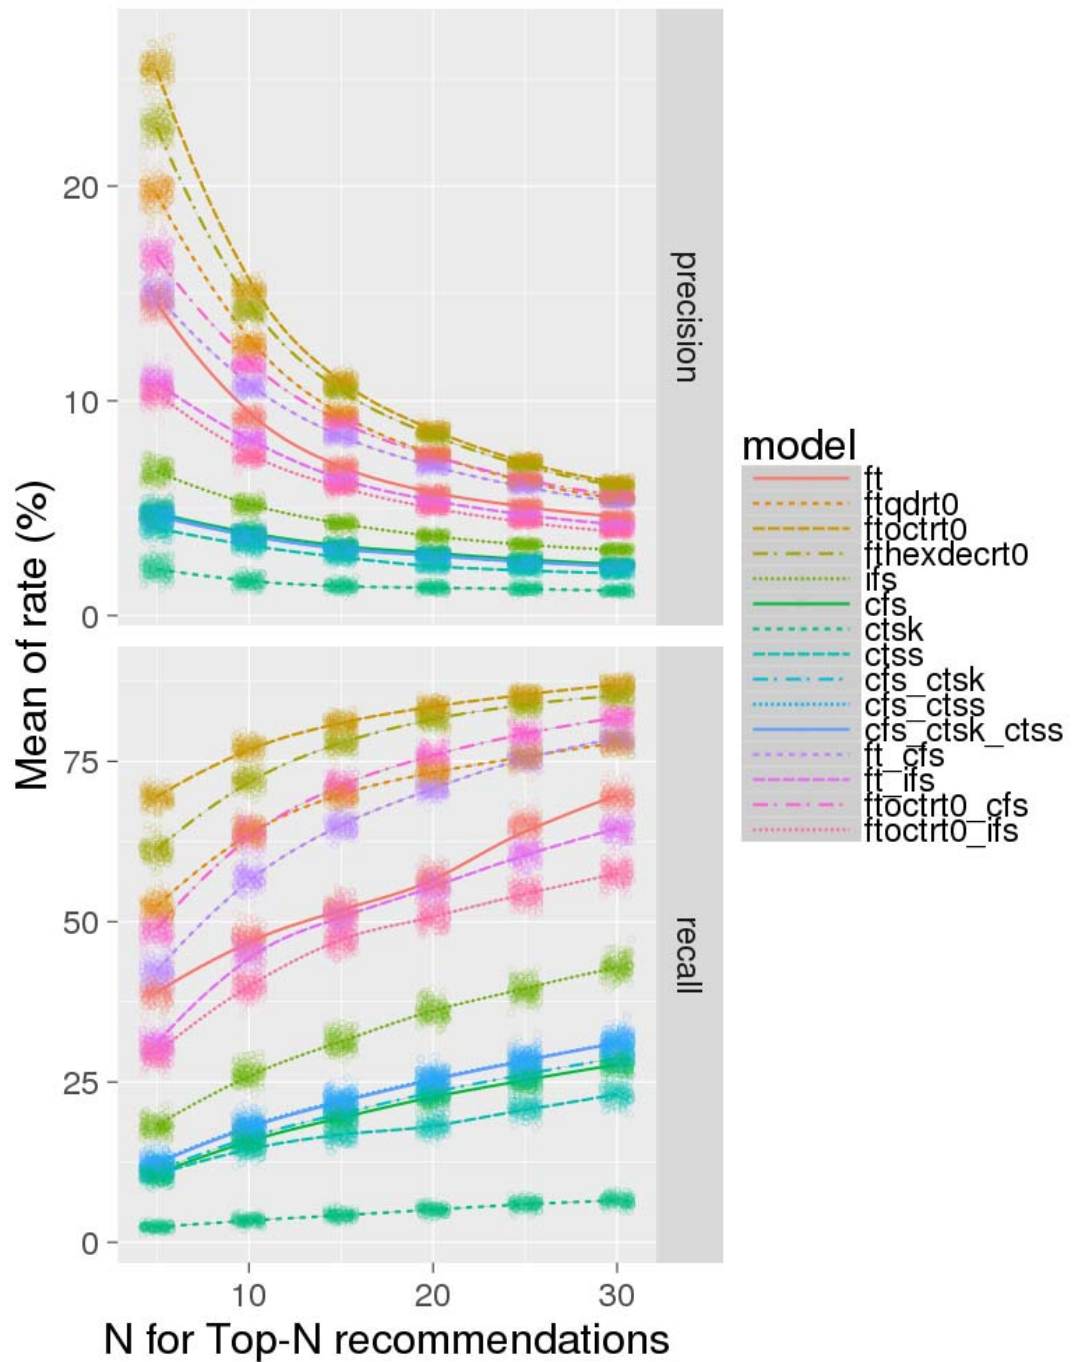 Mean of rate (%)
20
10
0
precision
75
50
25
0
recall
10
20
30
N for Top-N recommendations
model
ft
ftqdrt0
ftoctrt0
fthexdecrt0
ifs
cfs
ctsk
ctss
cfs_ctsk
cfs_ctss
cfs_ctsk_ctss
ft_cfs
ft_ifs
ftoctrt0_cfs
ftoctrt0_ifs